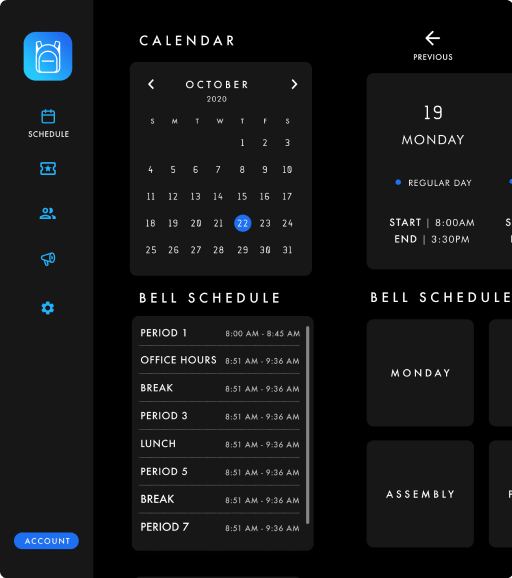 SCHEDULE
ACCOUNT
CALENDAR
OCTOBER
2020
S M T W T F S
1 2 3
4 5 6 7 8 9 10
11 12 13 14 15 16 17
18 19 20 21 22 23 24
25 26 27 28 29 30 31
BELL SCHEDULE
PERIOD 1 8:00 AM - 8:45 AM
OFFICE HOURS 8:51 AM - 9:36 AM
BREAK 8:51 AM - 9:36 AM
PERIOD 3 8:51 AM - 9:36 AM
LUNCH 8:51 AM - 9:36 AM
PERIOD 5 8:51 AM - 9:36 AM
BREAK 8:51 AM - 9:36 AM
PERIOD 7 8:51 AM - 9:36 AM
PREVIOUS
19
MONDAY
REGULAR DAY
START | 8:00AM
END | 3:30PM
BELL SCHEDULE
MONDAY
ASSEMBLY